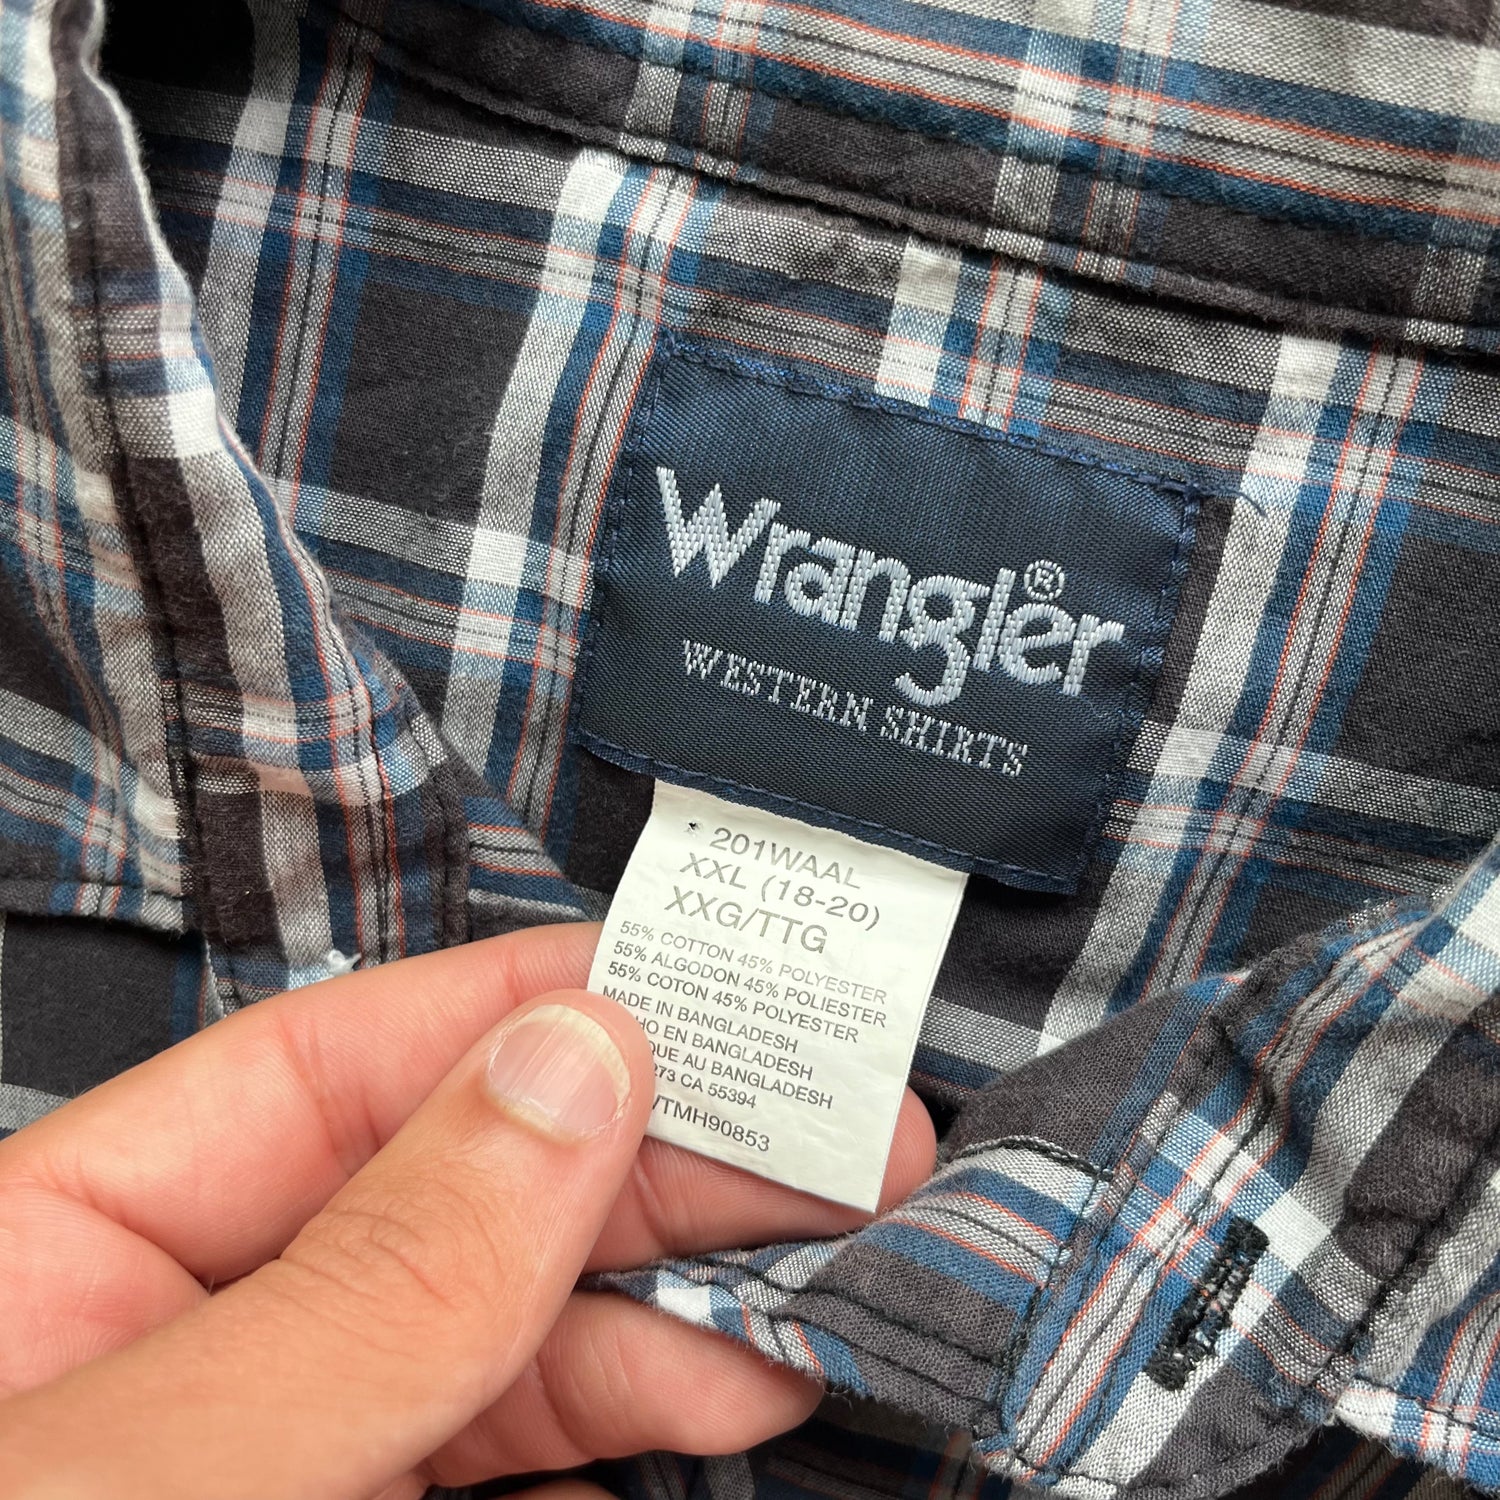 Wrangler®
WESTERN SHIRTS
201WAAL
XXL (18-20)
XXG/TTG
55% COTTON 45% POLYESTER
55% ALGODON 45% POLIESTER
55% COTON 45% POLYESTER
MADE IN BANGLADESH
HO EN BANGLADESH
QUE AU BANGLADESH
273 CA 55394
/TMH90853